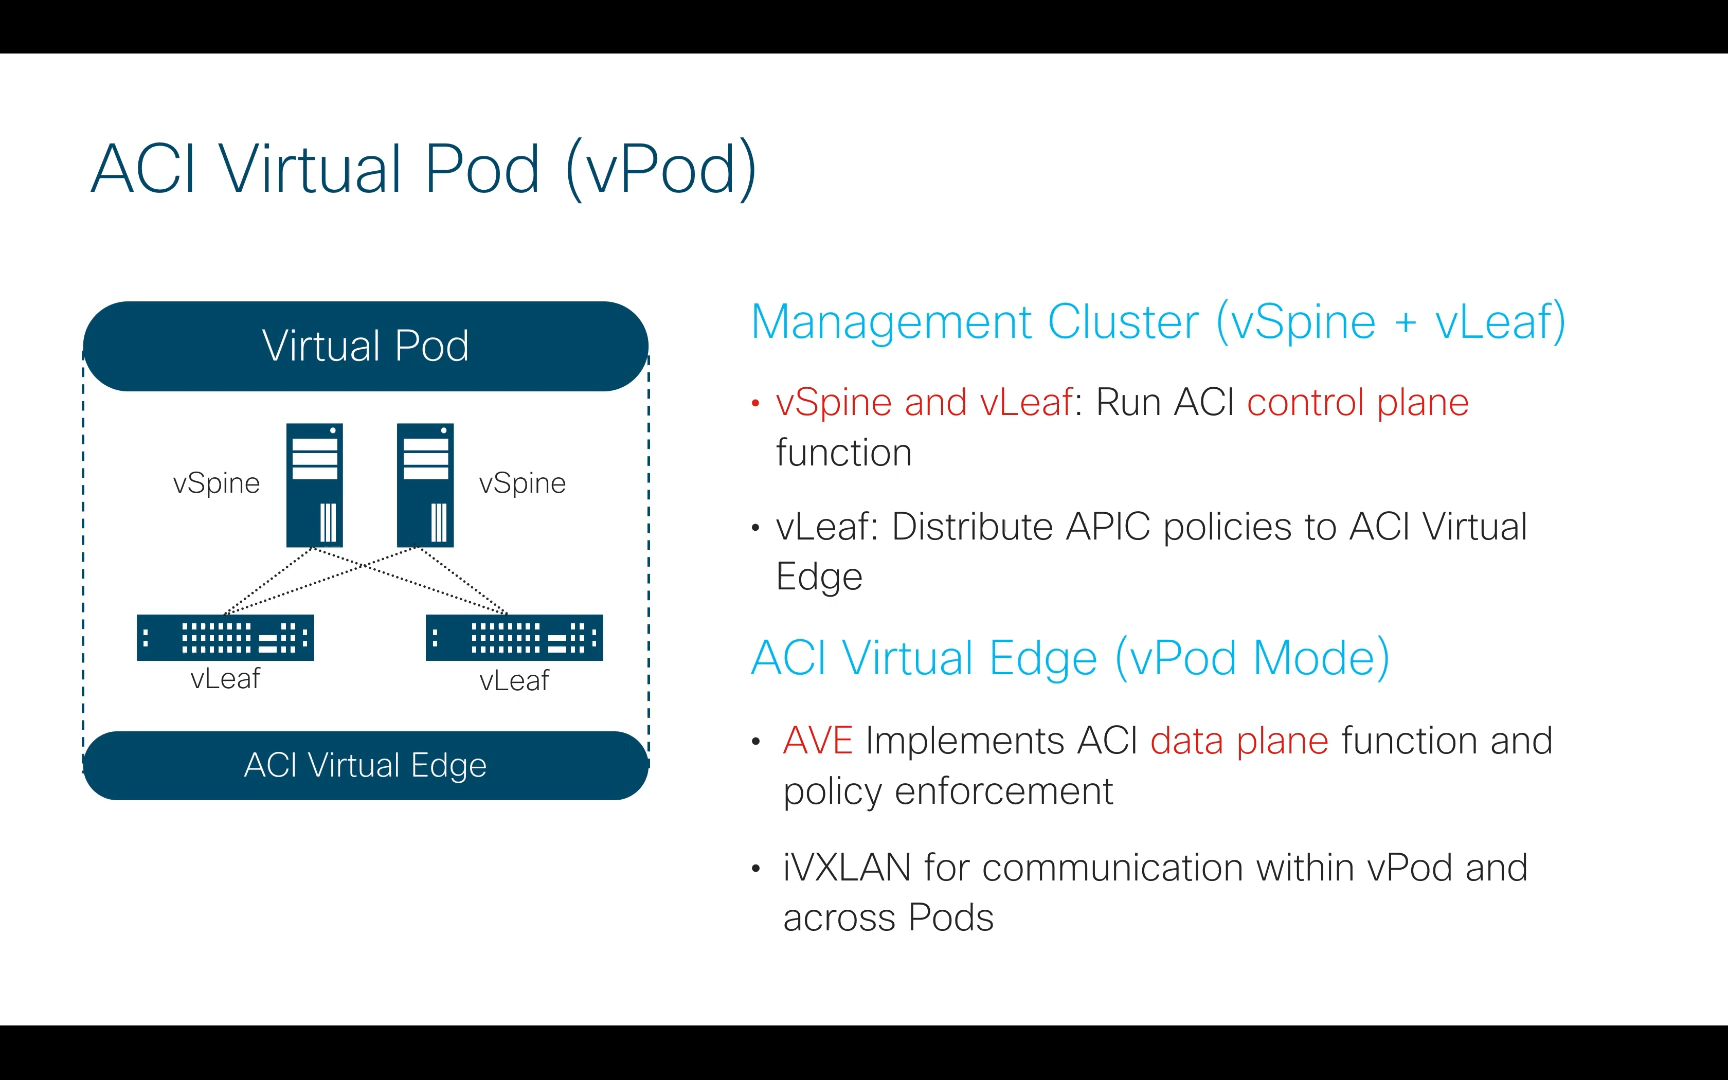 ACI Virtual Pod (vPod)
Virtual Pod
vSpine
vSpine
vLeaf
vLeaf
ACI Virtual Edge
Management Cluster (vSpine + vLeaf)
• vSpine and vLeaf: Run ACI control plane
function
• vLeaf: Distribute APIC policies to ACI Virtual
Edge
ACI Virtual Edge (vPod Mode)
• AVE Implements ACI data plane function and
policy enforcement
• iVXLAN for communication within vPod and
across Pods